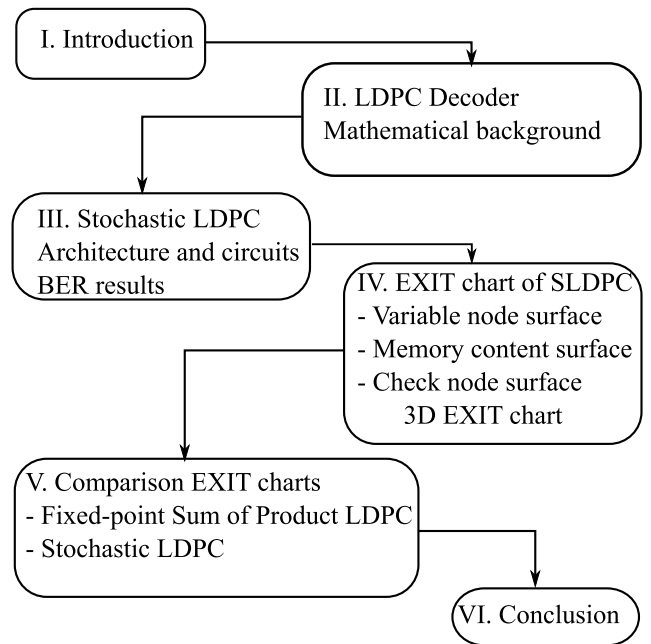 I. Introduction
II. LDPC Decoder
Mathematical background
III. Stochastic LDPC
Architecture and circuits
BER results
IV. EXIT chart of SLDPC
- Variable node surface
- Memory content surface
- Check node surface
3D EXIT chart
V. Comparison EXIT charts
- Fixed-point Sum of Product LDPC
- Stochastic LDPC
VI. Conclusion